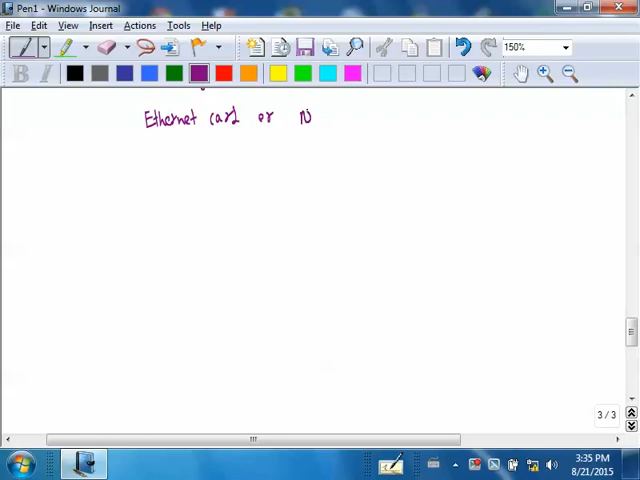 Pen1 - Windows Journal
File Edit View Insert Actions Tools Help
150%
B I
Ethernet card or
3 / 3
3:35 PM
8/21/2015